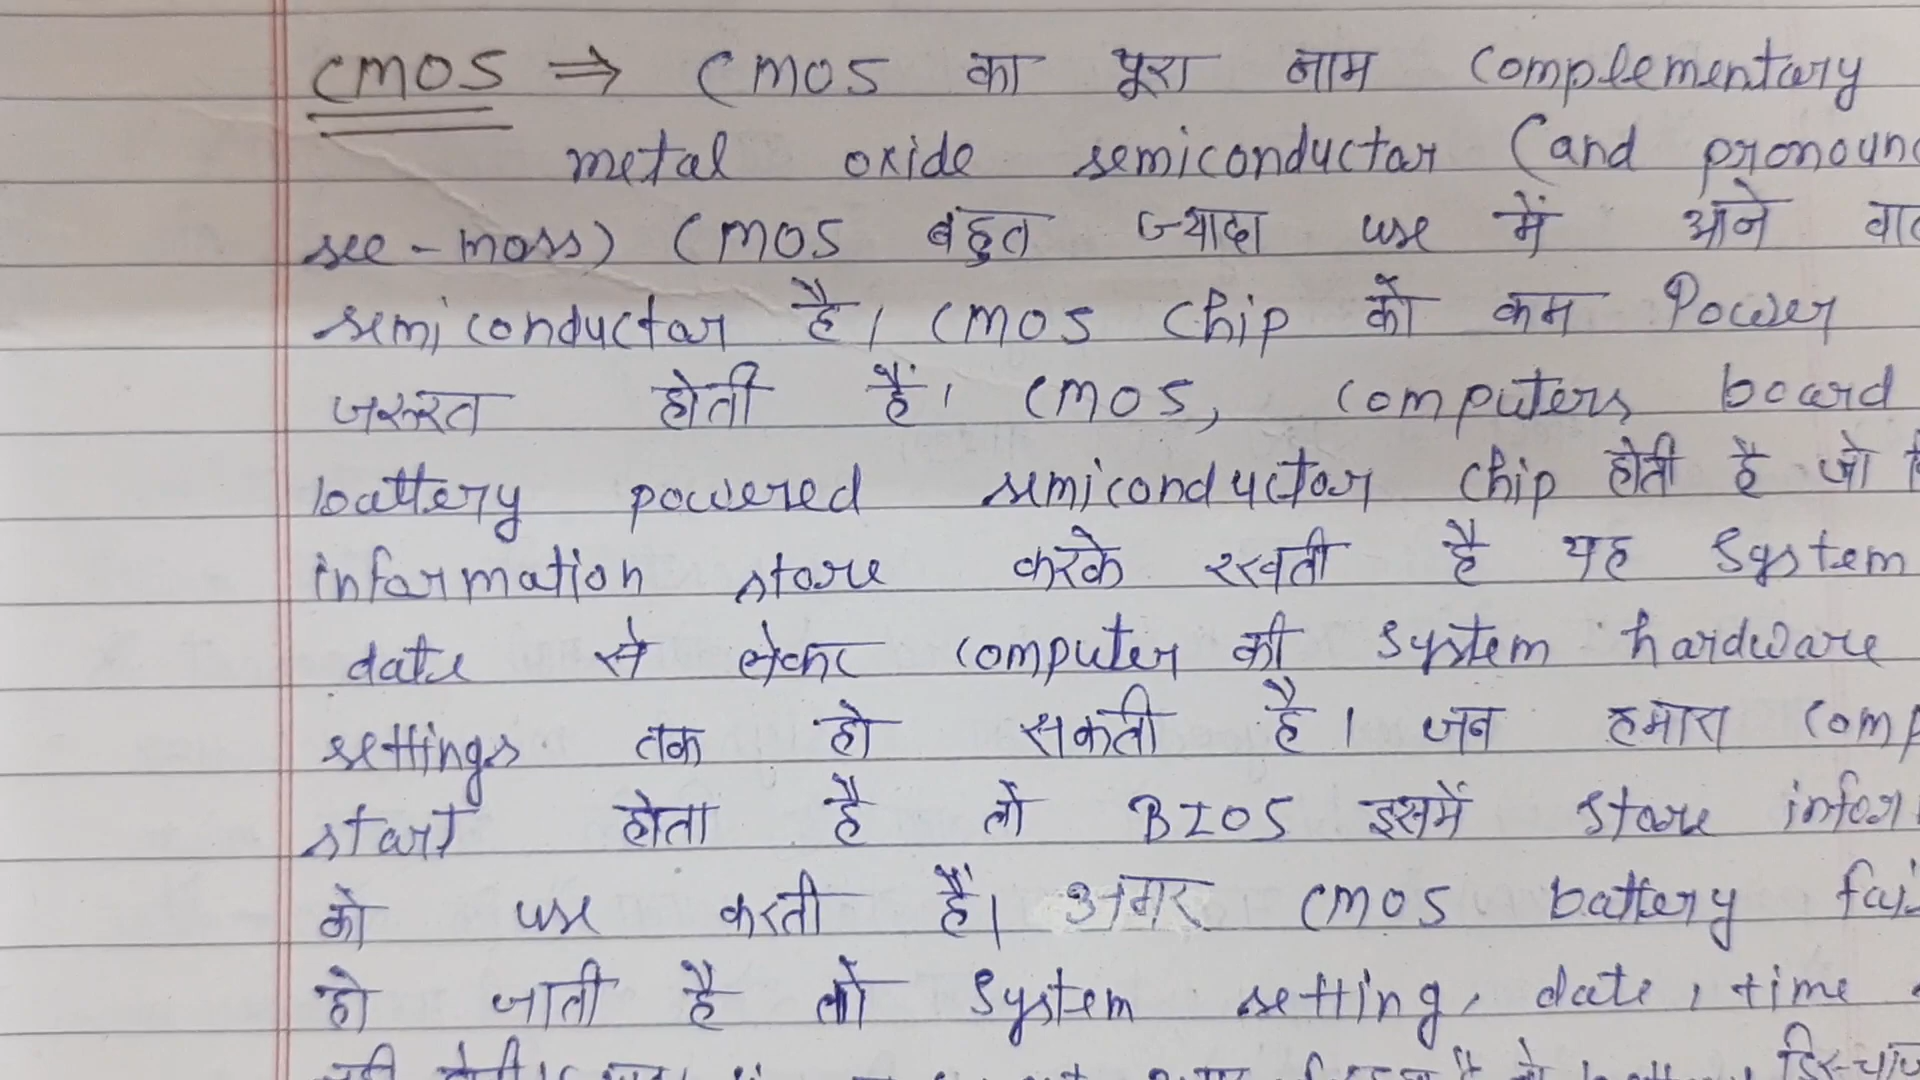 CMOS ⇒ CMOS का पूरा नाम Complementary
metal oxide semiconductor (and pronoun
see-moss) CMOS बहुत ज्यादा use में आने वाल
semiconductor है। CMOS Chip को कम Power
जरूरत होती है। CMOS, Computers board
battery powered semiconductor Chip होती है जो
information store करके रखती है यह System
date से लेकर Computer की System hardware
settings तक हो सकती है। जब हमारा Comp
start होता है तो BIOS इसमें Store infor
को use करती हैं। अगर CMOS battery fai
हो जाती है तो System setting, date, time